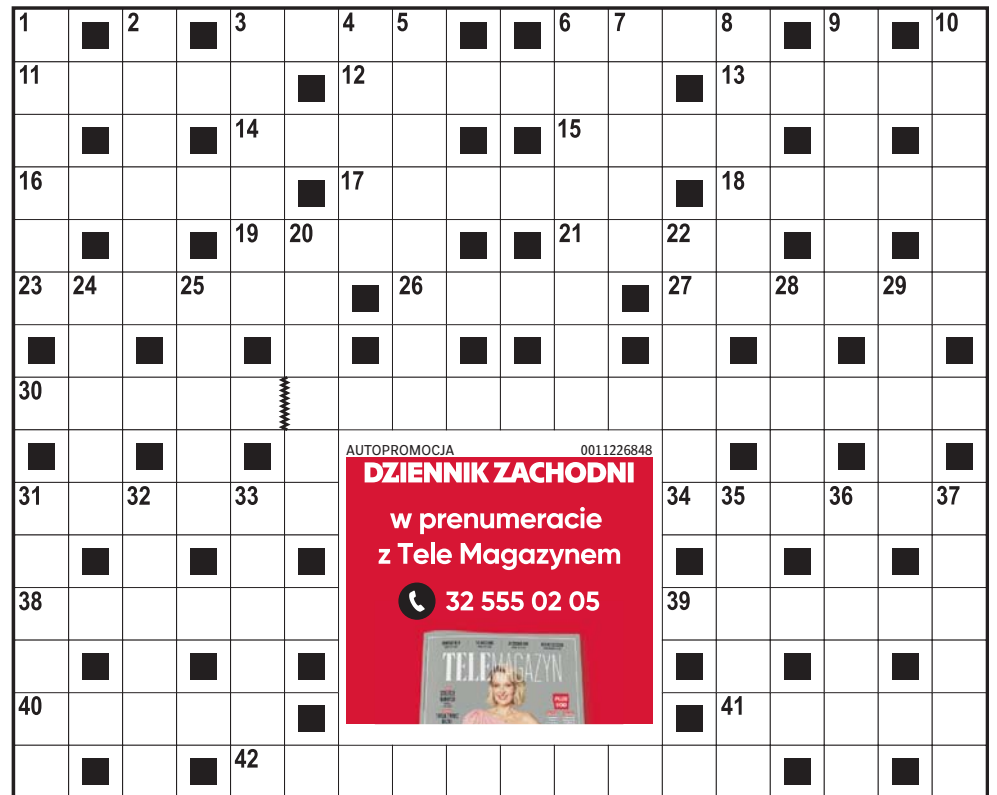 1 2 3 4 5 6 7 8 9 10
11 12 13
14 15
16 17 18
19 20 21 22
23 24 25 26 27 28 29
30
AUTOPROMOCJA 0011226848
DZIENNIK ZACHODNI
31 32 33 34 35 36 37
w prenumeracie
z Tele Magazynem
32 555 02 05
38 39
TELEMAGAZYN
40 41
42